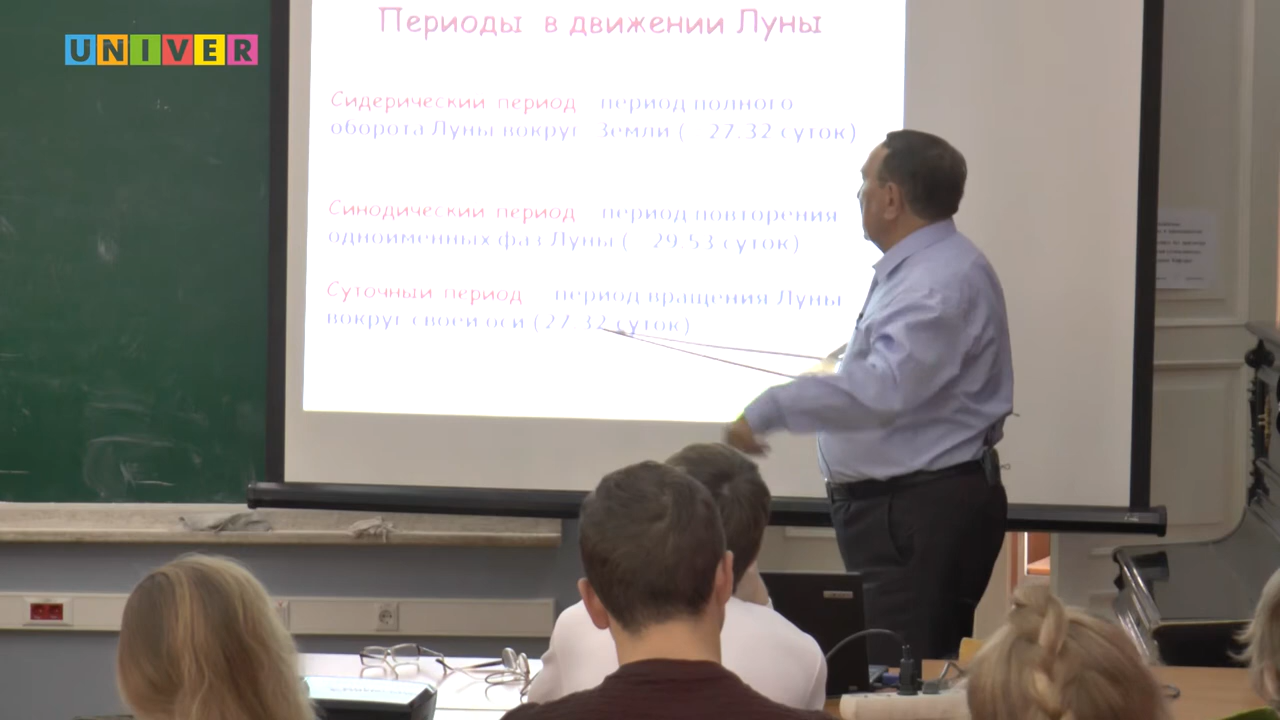 UNIVER
Периоды в движении Луны
Сидерический период период полного
оборота Луны вокруг Земли ( 27.32 суток)
Синодический период период повторения
одноименных фаз Луны ( 29.53 суток)
Суточный период период вращения Луны
вокруг своей оси (27 32 суток)